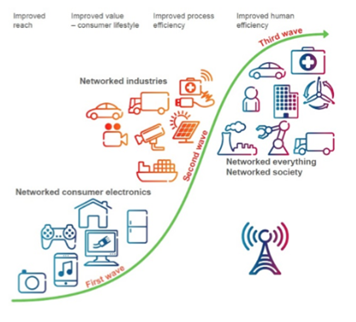 Improved reach
Improved value – consumer lifestyle
Improved process efficiency
Improved human efficiency
Third wave
Networked industries
Second wave
Networked everything
Networked society
Networked consumer electronics
First wave